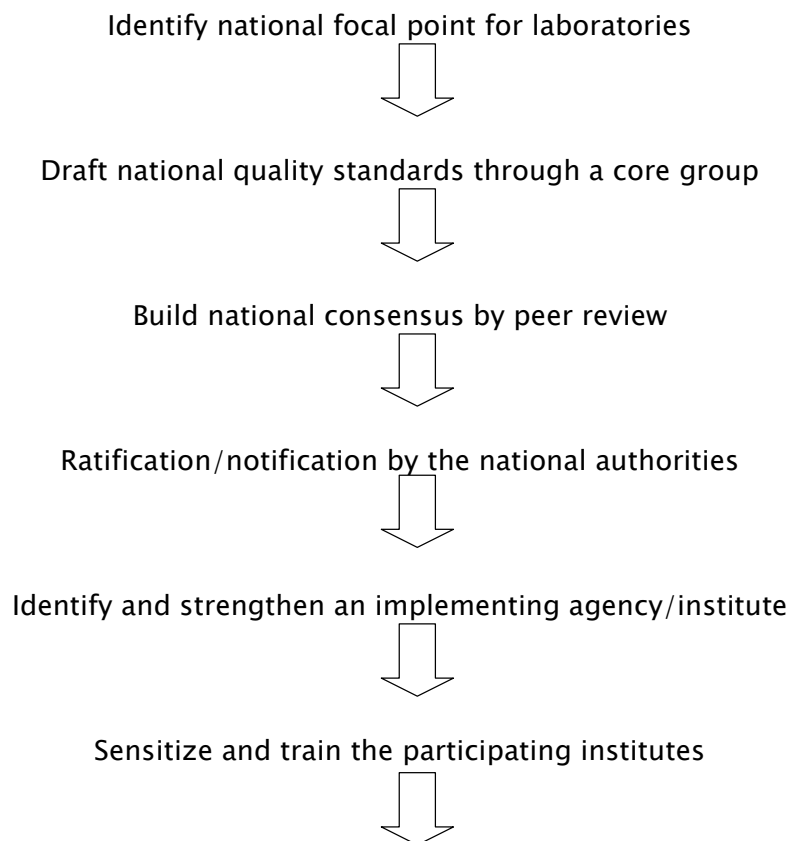 Identify national focal point for laboratories
Draft national quality standards through a core group
Build national consensus by peer review
Ratification/notification by the national authorities
Identify and strengthen an implementing agency/institute
Sensitize and train the participating institutes